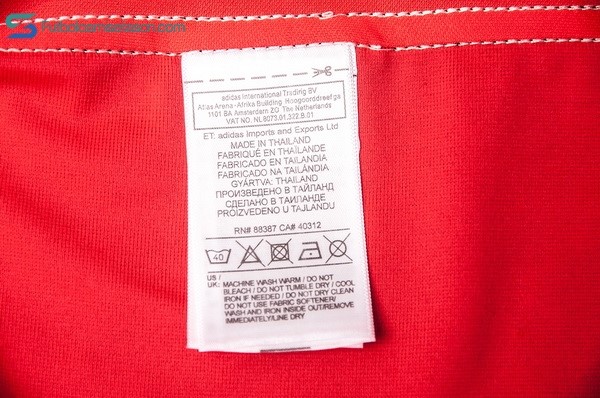 futbolcamisetaseu.com
adidas International Trading BV
Atlas Arena-Afrika Building Hoogoorddreef 9a
1101 BA Amsterdam ZO The Netherlands
VAT NO. NL8073.01.322.B.01
ET: adidas Imports and Exports Ltd
MADE IN THAILAND
FABRIQUÉ EN THAÏLANDE
FABRICADO EN TAILANDIA
FABRICADO NA TAILÂNDIA
GYÁRTVA: THAILAND
ПРОИЗВЕДЕНО В ТАИЛАНД
СДЕЛАНО В ТАИЛАНДЕ
PROIZVEDENO U TAJLANDU
RN# 88387 CA# 40312
40
US /
UK: MACHINE WASH WARM / DO NOT
BLEACH / DO NOT TUMBLE DRY / COOL
IRON IF NEEDED / DO NOT DRY CLEAN
DO NOT USE FABRIC SOFTENER/
WASH AND IRON INSIDE OUT/REMOVE
IMMEDIATELY/LINE DRY